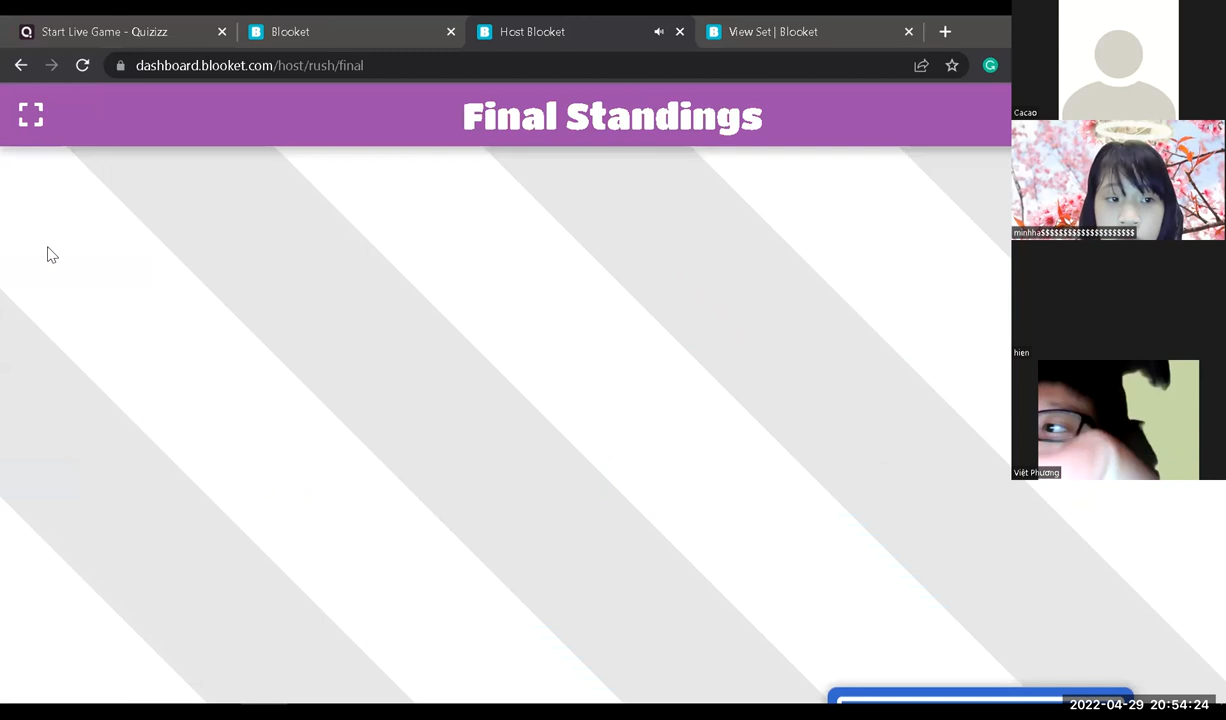 Start Live Game - Quizizz
Blooket
Host Blooket
View Set | Blooket
dashboard.blooket.com/host/rush/final
Final Standings
Cacao
minhha$$$$$$$$$$$$$$$$$$$$
hien
Việt Phương
2022-04-29 20:54:24